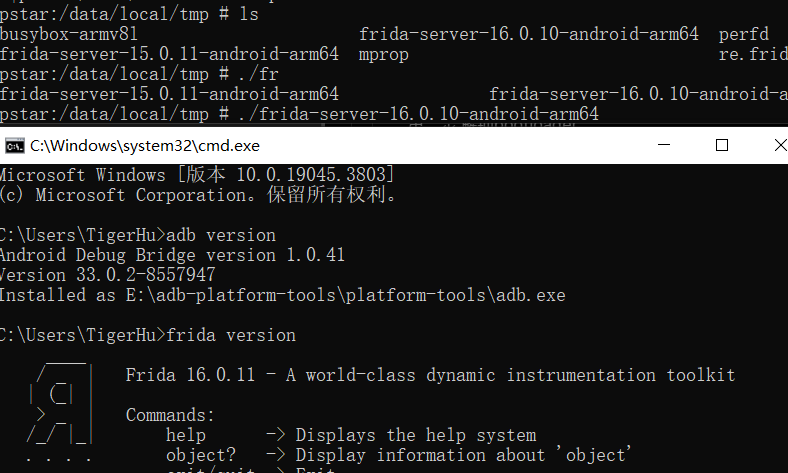 pstar:/data/local/tmp # ls
busybox-armv8l frida-server-16.0.10-android-arm64 perfd
frida-server-15.0.11-android-arm64 mprop re.frid
pstar:/data/local/tmp # ./fr
frida-server-15.0.11-android-arm64 frida-server-16.0.10-android-a
pstar:/data/local/tmp # ./frida-server-16.0.10-android-arm64
C:\Windows\system32\cmd.exe
Microsoft Windows [版本 10.0.19045.3803]
(c) Microsoft Corporation。保留所有权利。
C:\Users\TigerHu>adb version
Android Debug Bridge version 1.0.41
Version 33.0.2-8557947
Installed as E:\adb-platform-tools\platform-tools\adb.exe
C:\Users\TigerHu>frida version
Frida 16.0.11 - A world-class dynamic instrumentation toolkit
Commands:
help -> Displays the help system
object? -> Display information about 'object'
exit/quit -> Exit